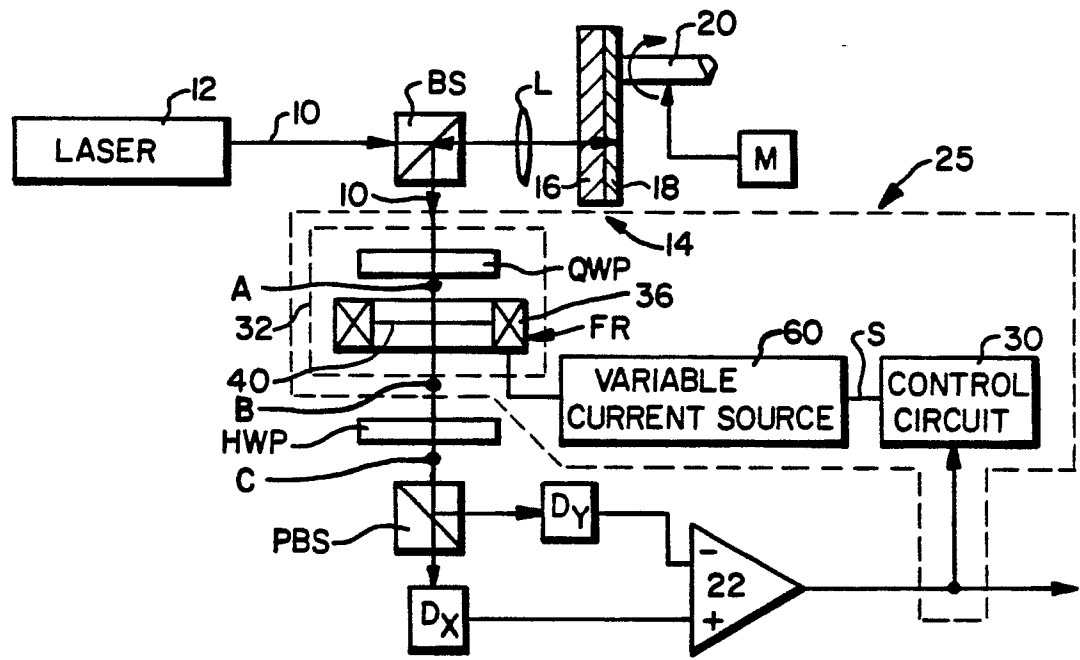 12
LASER
10
BS
L
20
M
16
18
14
25
10
QWP
A
36
32
FR
40
B
60
VARIABLE
CURRENT SOURCE
S
30
CONTROL
CIRCUIT
HWP
C
PBS
DY
DX
−
22
+